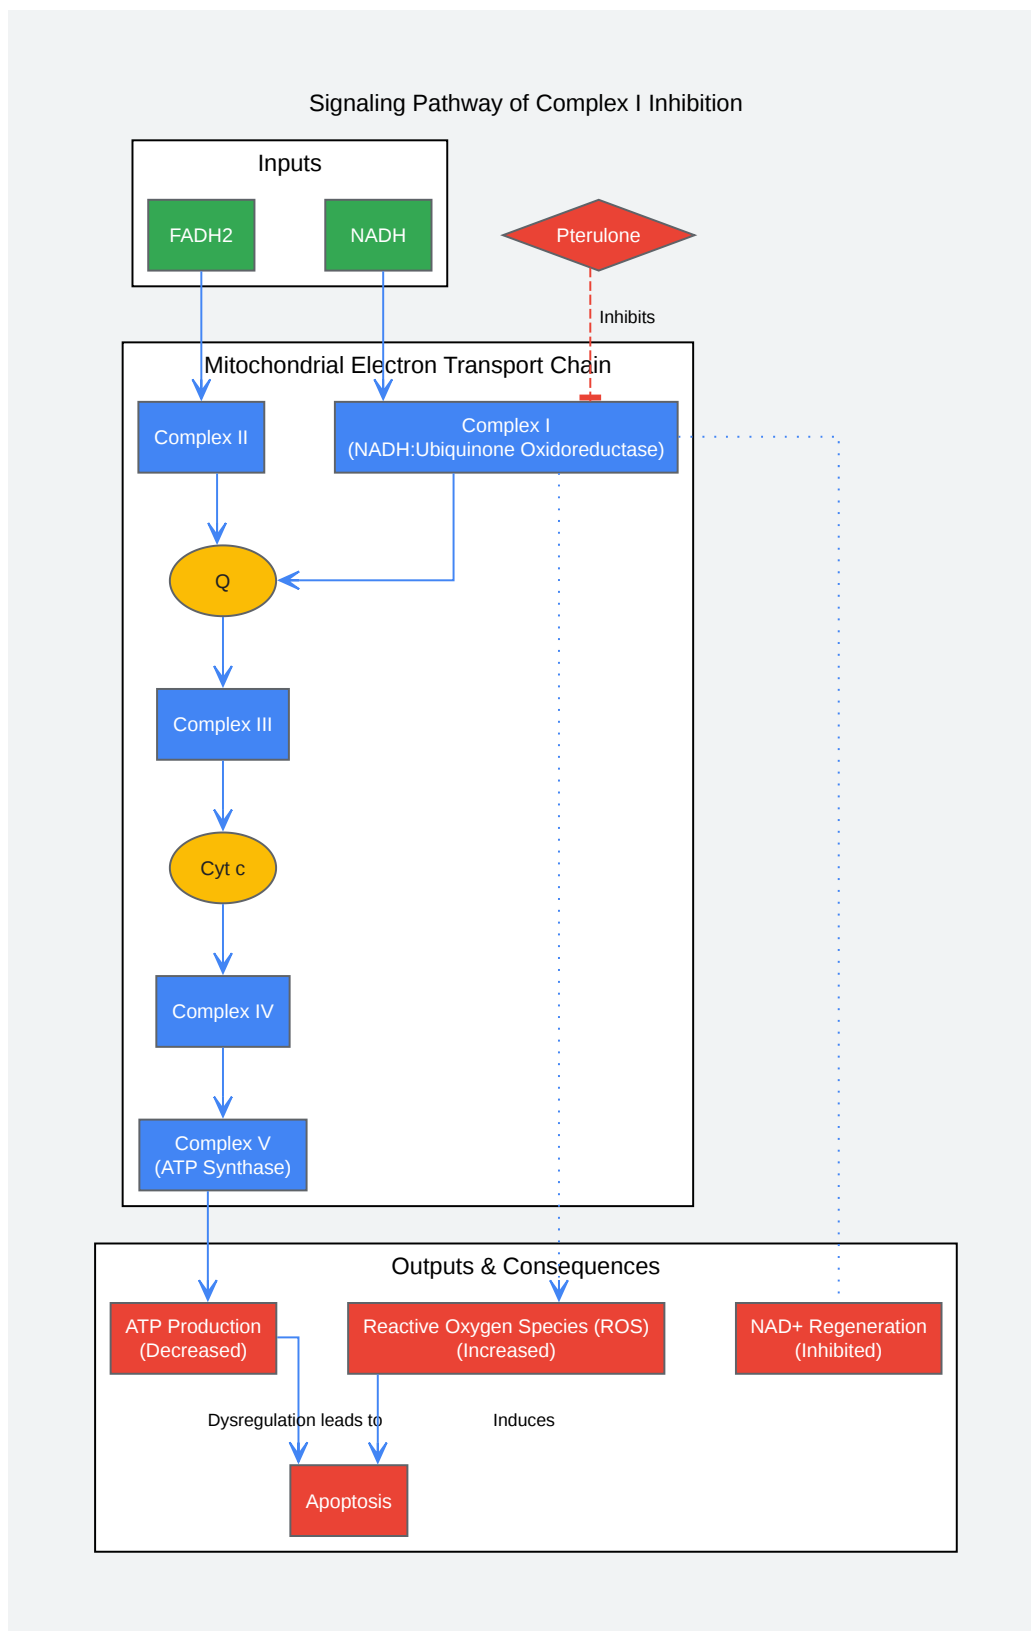 Signaling Pathway of Complex I Inhibition
Inputs
FADH2
NADH
Pterulone
Inhibits
Mitochondrial Electron Transport Chain
Complex II
Complex I
(NADH:Ubiquinone Oxidoreductase)
Q
Complex III
Cyt c
Complex IV
Complex V
(ATP Synthase)
Outputs & Consequences
ATP Production
(Decreased)
Reactive Oxygen Species (ROS)
(Increased)
NAD+ Regeneration
(Inhibited)
Dysregulation leads to
Induces
Apoptosis